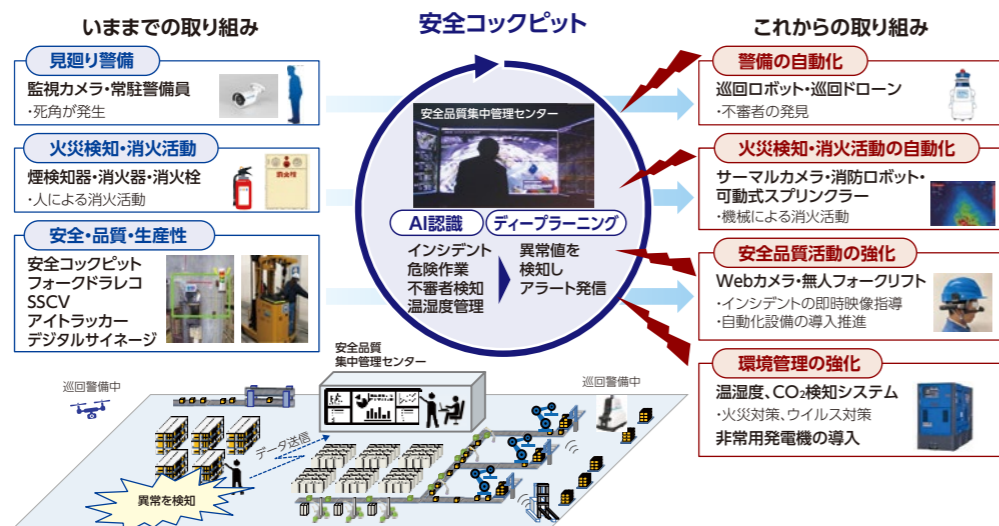 いままでの取り組み
安全コックピット
これからの取り組み
見廻り警備
監視カメラ・常駐警備員
・死角が発生
火災検知・消火活動
煙検知器・消火器・消火栓
・人による消火活動
消火栓
安全・品質・生産性
安全コックピット
フォークドラレコ
SSCV
アイトラッカー
デジタルサイネージ
安全品質集中管理センター
AI認識
インシデント
危険作業
不審者検知
温湿度管理
ディープラーニング
異常値を
検知し
アラート発信
警備の自動化
巡回ロボット・巡回ドローン
・不審者の発見
火災検知・消火活動の自動化
サーマルカメラ・消防ロボット・
可動式スプリンクラー
・機械による消火活動
安全品質活動の強化
Webカメラ・無人フォークリフト
・インシデントの即時映像指導
・自動化設備の導入推進
環境管理の強化
温湿度、CO₂検知システム
・火災対策、ウイルス対策
非常用発電機の導入
安全品質
集中管理センター
巡回警備中
巡回警備中
データ送信
異常を検知